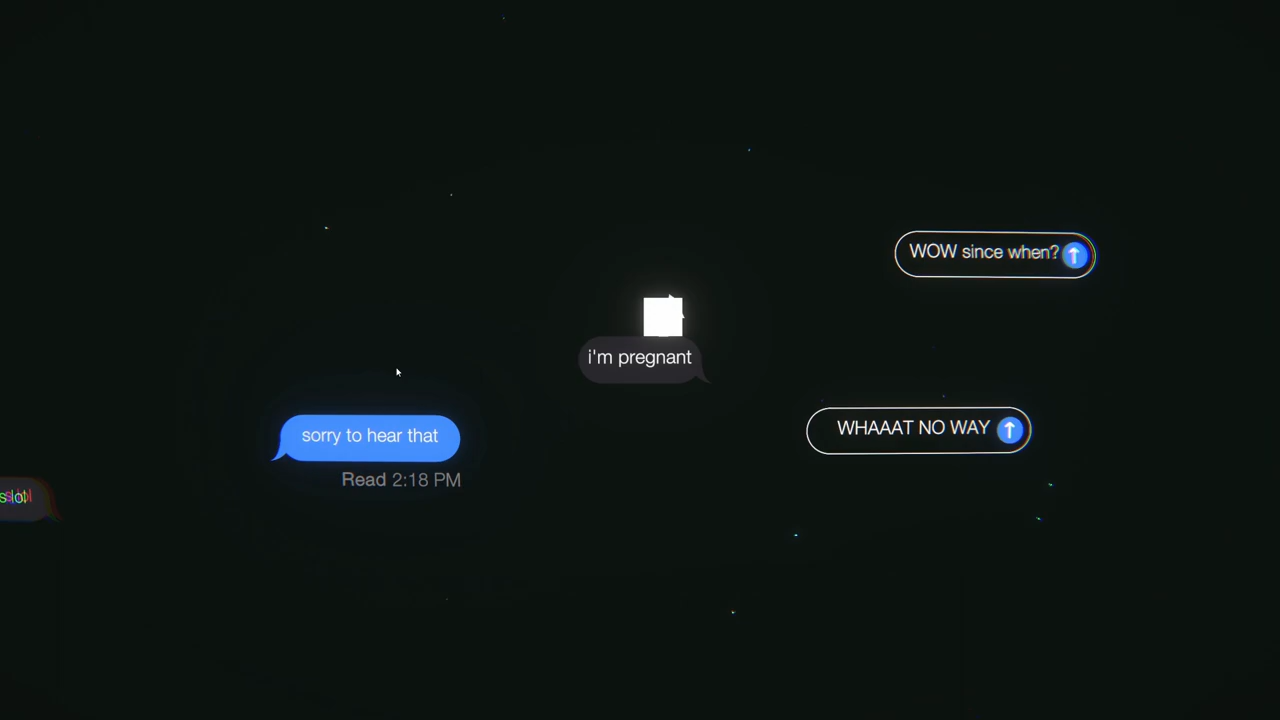 WOW since when?
i'm pregnant
WHAAAT NO WAY
sorry to hear that
Read 2:18 PM